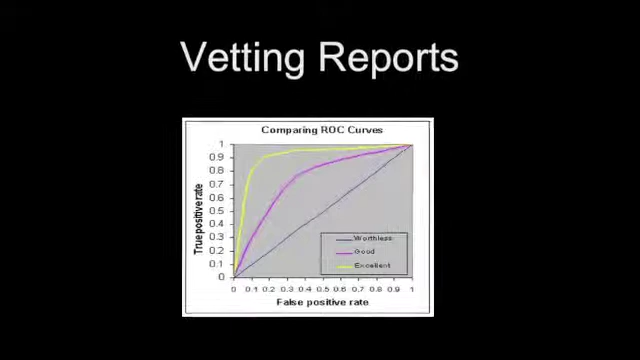 Vetting Reports
Comparing ROC Curves
True positive rate
1
0.9
0.8
0.7
0.6
0.5
0.4
0.3
0.2
0.1
0
0 0.1 0.2 0.3 0.4 0.5 0.6 0.7 0.8 0.9 1
False positive rate
Worthless
Good
Excellent